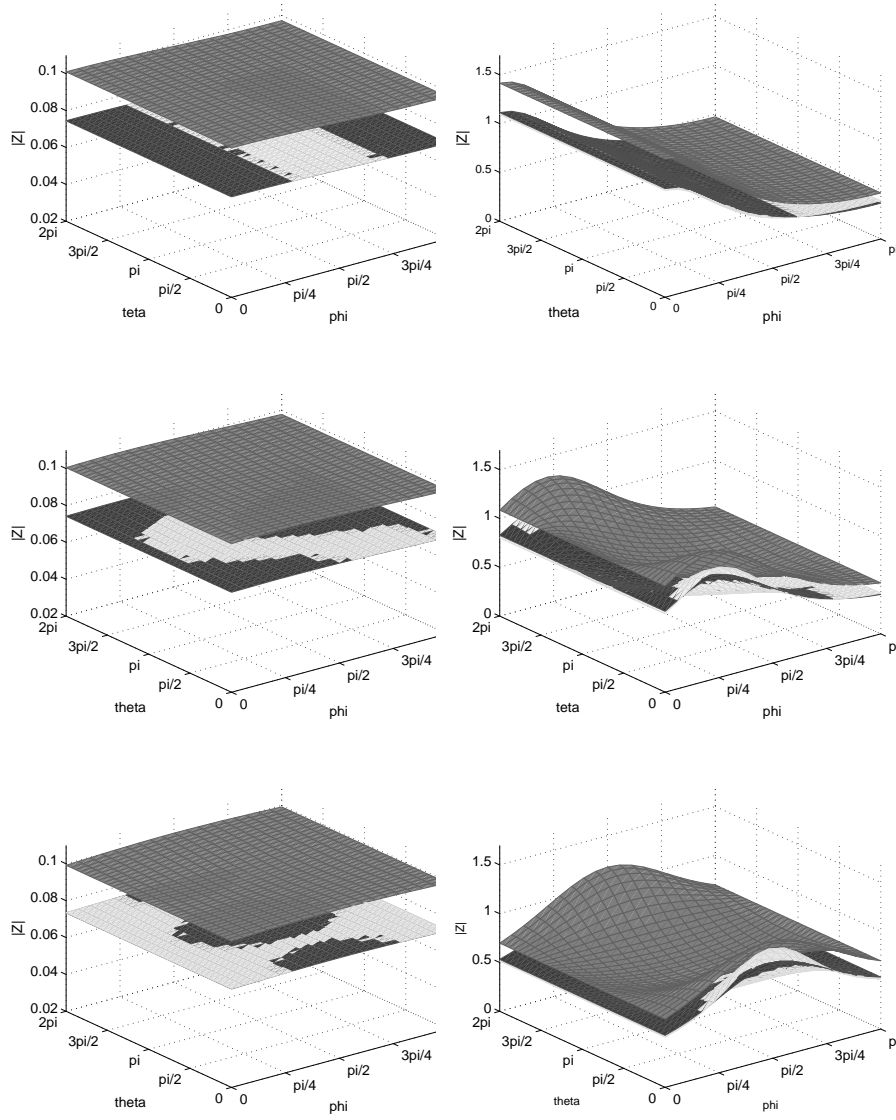 0.1
0.08
0.06
0.04
0.02
|Z|
2pi
3pi/2
pi
pi/2
0
teta
0
pi/4
pi/2
3pi/4
phi
1.5
1
0.5
0
|Z|
2pi
3pi/2
pi
pi/2
0
theta
0
pi/4
pi/2
3pi/4
p
phi
0.1
0.08
0.06
0.04
0.02
|Z|
2pi
3pi/2
pi
pi/2
0
theta
0
pi/4
pi/2
3pi/4
phi
1.5
1
0.5
0
|Z|
2pi
3pi/2
pi
pi/2
0
teta
0
pi/4
pi/2
3pi/4
p
phi
0.1
0.08
0.06
0.04
0.02
|Z|
2pi
3pi/2
pi
pi/2
0
theta
0
pi/4
pi/2
3pi/4
phi
1.5
1
0.5
0
|Z|
2pi
3pi/2
pi
pi/2
0
theta
0
pi/4
pi/2
3pi/4
p
phi